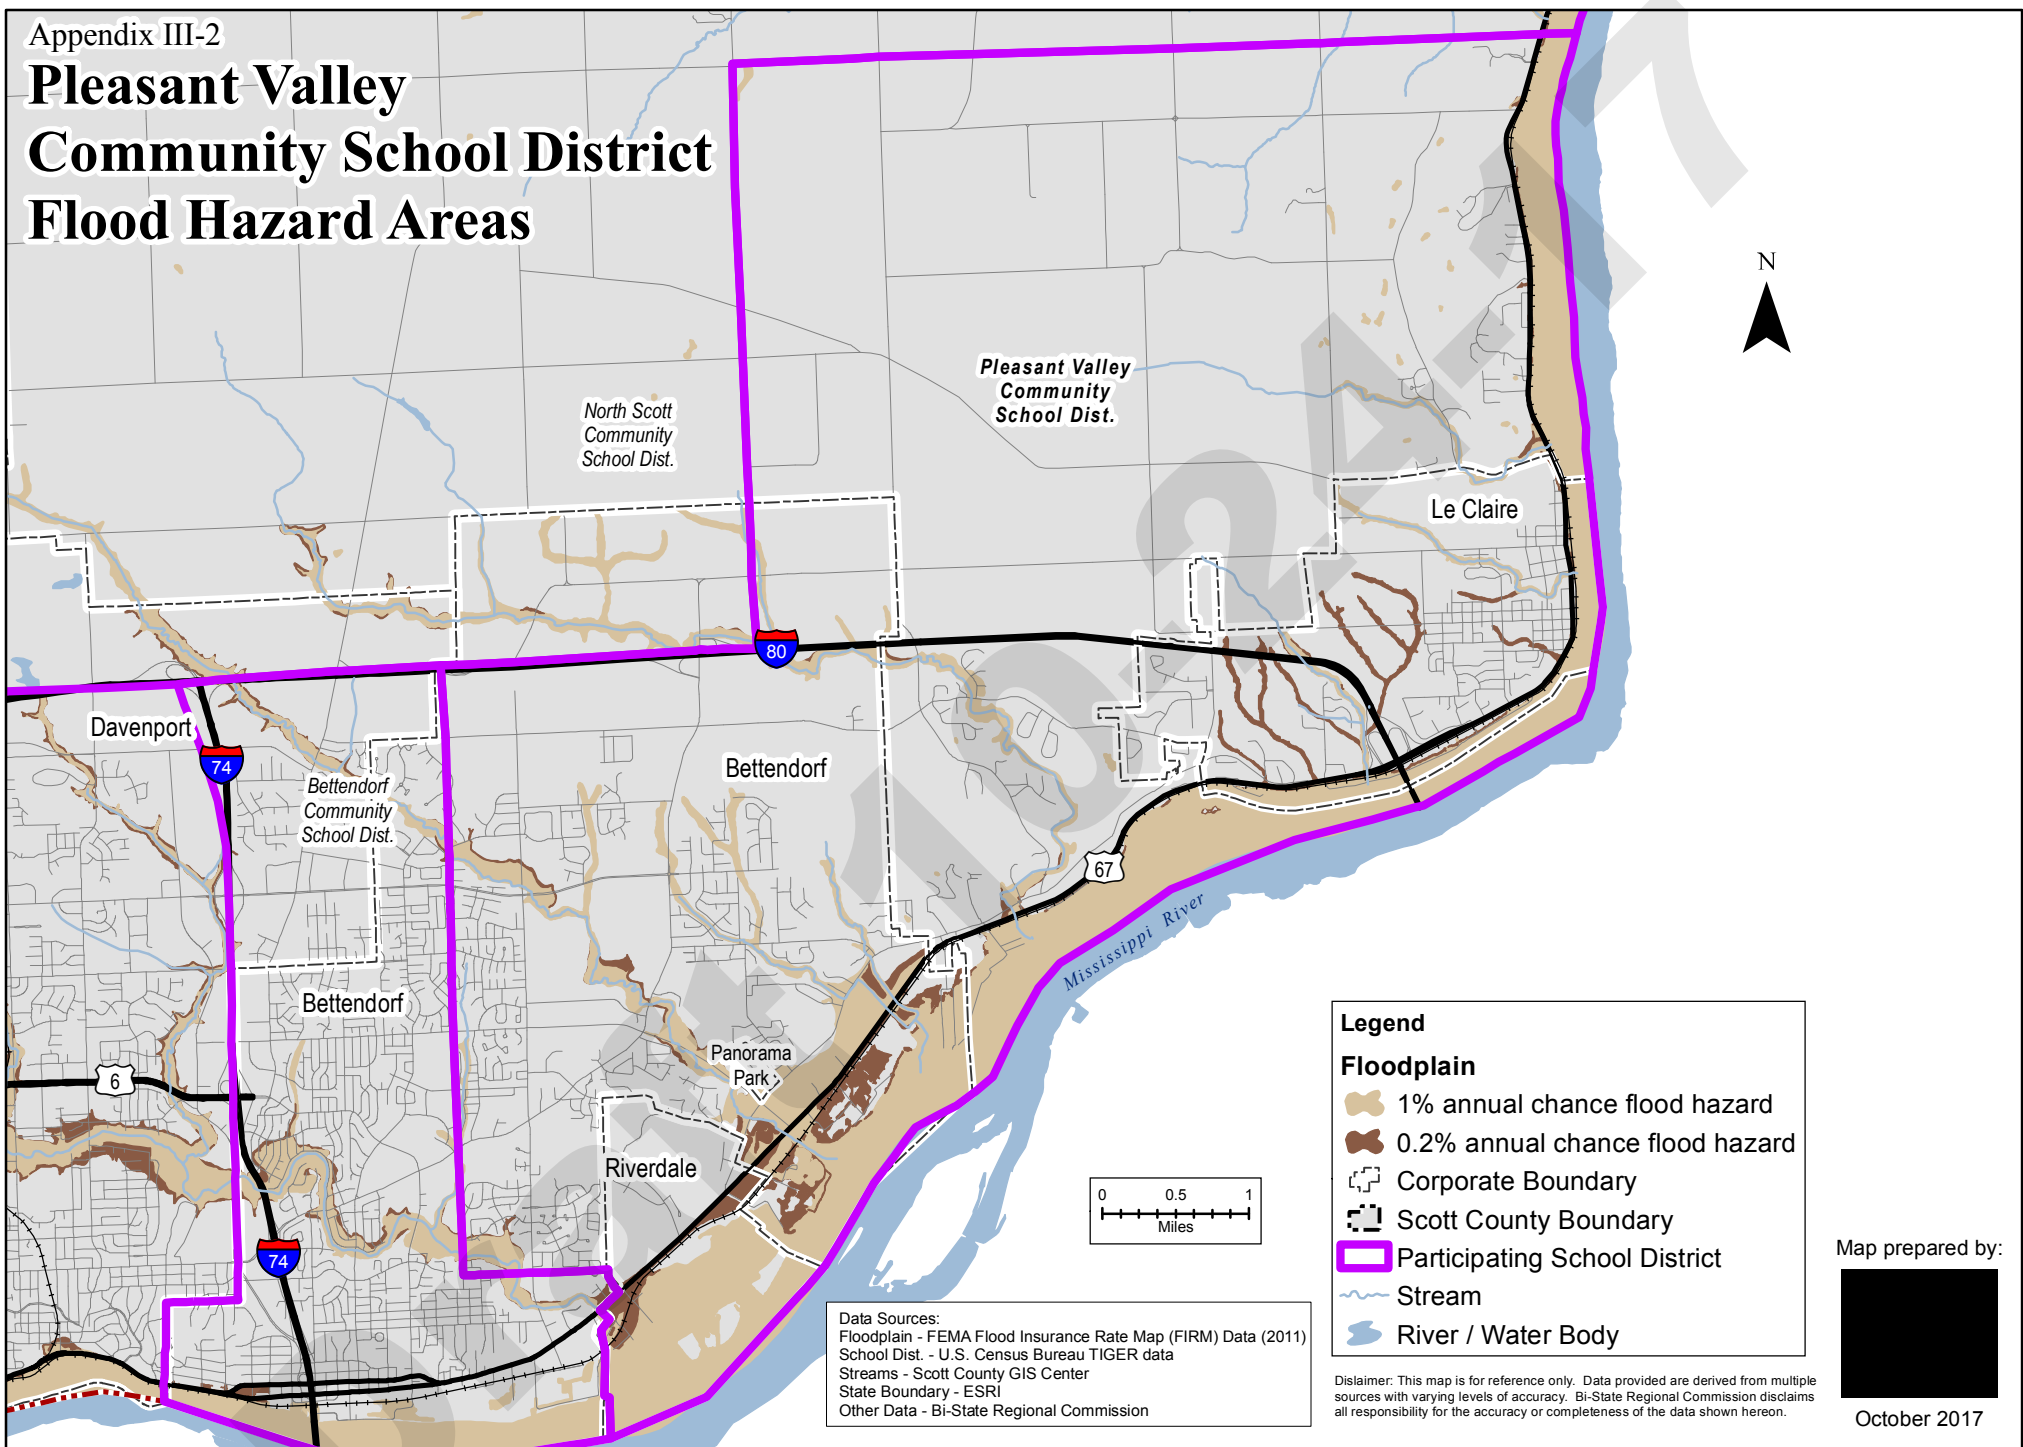 Appendix III-2
Pleasant Valley
Community School District
Flood Hazard Areas
N
Pleasant Valley
Community
School Dist.
North Scott
Community
School Dist.
Le Claire
80
Davenport
74
Bettendorf
Community
School Dist.
Bettendorf
67
Mississippi River
Bettendorf
Panorama
Park
6
Riverdale
74
0 0.5 1
Miles
Legend
Floodplain
1% annual chance flood hazard
0.2% annual chance flood hazard
Corporate Boundary
Scott County Boundary
Participating School District
Stream
River / Water Body
Data Sources:
Floodplain - FEMA Flood Insurance Rate Map (FIRM) Data (2011)
School Dist. - U.S. Census Bureau TIGER data
Streams - Scott County GIS Center
State Boundary - ESRI
Other Data - Bi-State Regional Commission
Dislaimer: This map is for reference only. Data provided are derived from multiple
sources with varying levels of accuracy. Bi-State Regional Commission disclaims
all responsibility for the accuracy or completeness of the data shown hereon.
Map prepared by:
October 2017
Draft 10-24-17